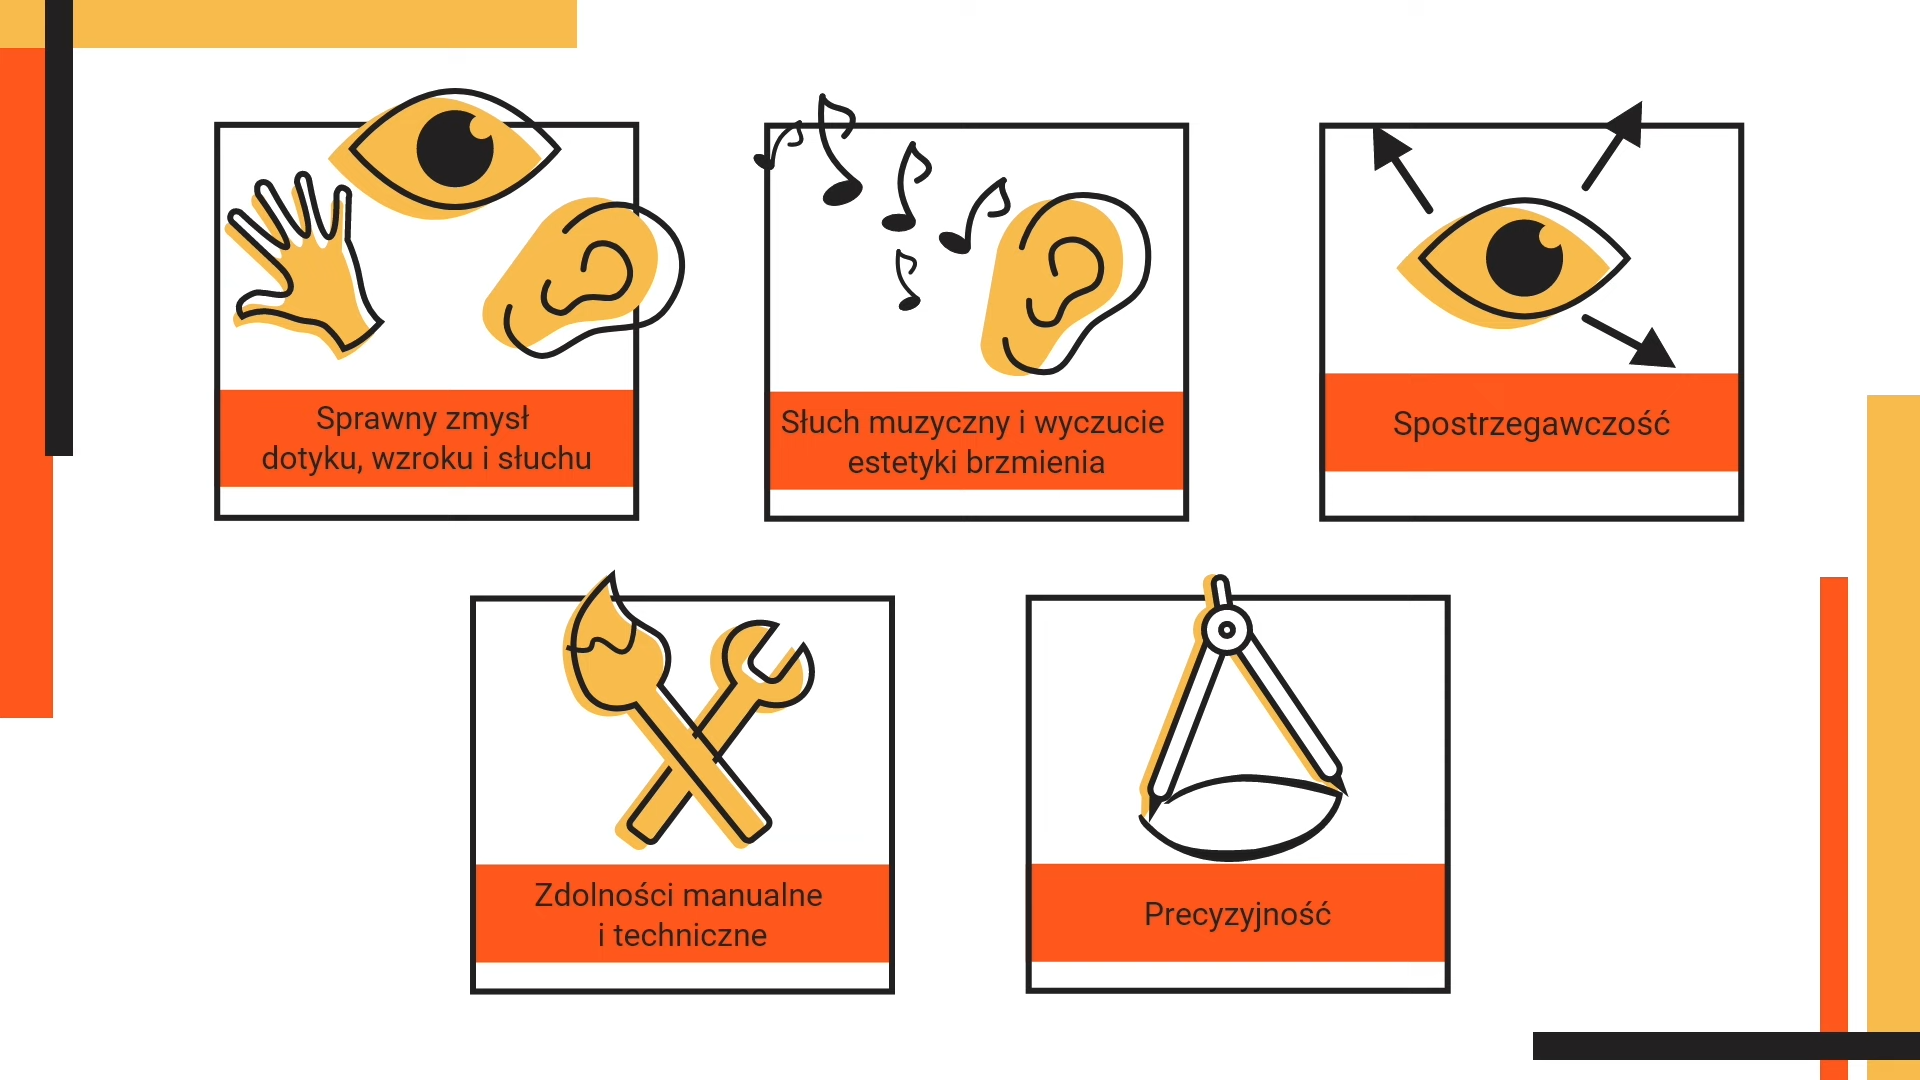 Sprawny zmysł
dotyku, wzroku i słuchu
Słuch muzyczny i wyczucie
estetyki brzmienia
Spostrzegawczość
Zdolności manualne
i techniczne
Precyzyjność